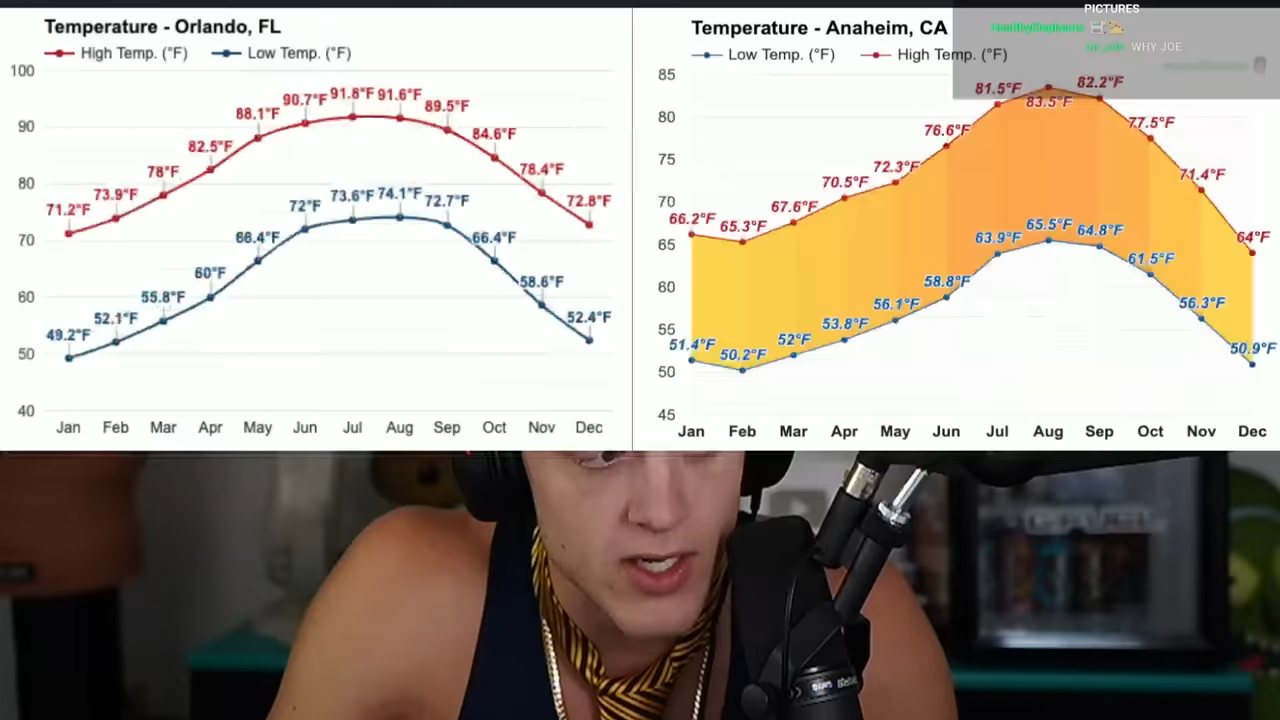 PICTURES
HealthyElephants
WHY JOE
Temperature - Orlando, FL
High Temp. (°F) Low Temp. (°F)
100
90
80
70
60
50
40
71.2°F 73.9°F 78°F 82.5°F 88.1°F 90.7°F 91.8°F 91.6°F 89.5°F 84.6°F 78.4°F 72.8°F
49.2°F 52.1°F 55.8°F 60°F 66.4°F 72°F 73.6°F 74.1°F 72.7°F 66.4°F 58.6°F 52.4°F
Jan Feb Mar Apr May Jun Jul Aug Sep Oct Nov Dec
Temperature - Anaheim, CA
Low Temp. (°F) High Temp. (°F)
85
80
75
70
65
60
55
50
45
66.2°F 65.3°F 67.6°F 70.5°F 72.3°F 76.6°F 81.5°F 83.5°F 82.2°F 77.5°F 71.4°F 64°F
51.4°F 50.2°F 52°F 53.8°F 56.1°F 58.8°F 63.9°F 65.5°F 64.8°F 61.5°F 56.3°F 50.9°F
Jan Feb Mar Apr May Jun Jul Aug Sep Oct Nov Dec